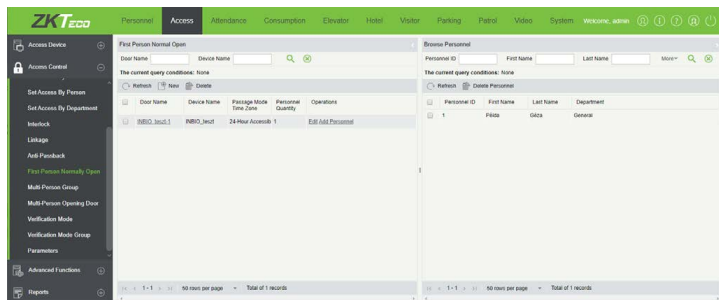 ZKTeco
Personnel Access Attendance Consumption Elevator Hotel Visitor Parking Patrol Video System Welcome, admin
Access Device
Access Control
Set Access By Person
Set Access By Department
Interlock
Linkage
Anti-Passback
First-Person Normally Open
Multi-Person Group
Multi-Person Opening Door
Verification Mode
Verification Mode Group
Parameters
Advanced Functions
Reports
First Person Normal Open
Door Name Device Name
The current query conditions: None
Refresh New Delete
Door Name Device Name Passage Mode Time Zone Personnel Quantity Operations
INBIO_teszt-1 INBIO_teszt 24-Hour Accessib 1 Edit Add Personnel
1-1 50 rows per page Total of 1 records
Browse Personnel
Personnel ID First Name Last Name More
The current query conditions: None
Refresh Delete Personnel
Personnel ID First Name Last Name Department
1 Példa Géza General
1-1 50 rows per page Total of 1 records